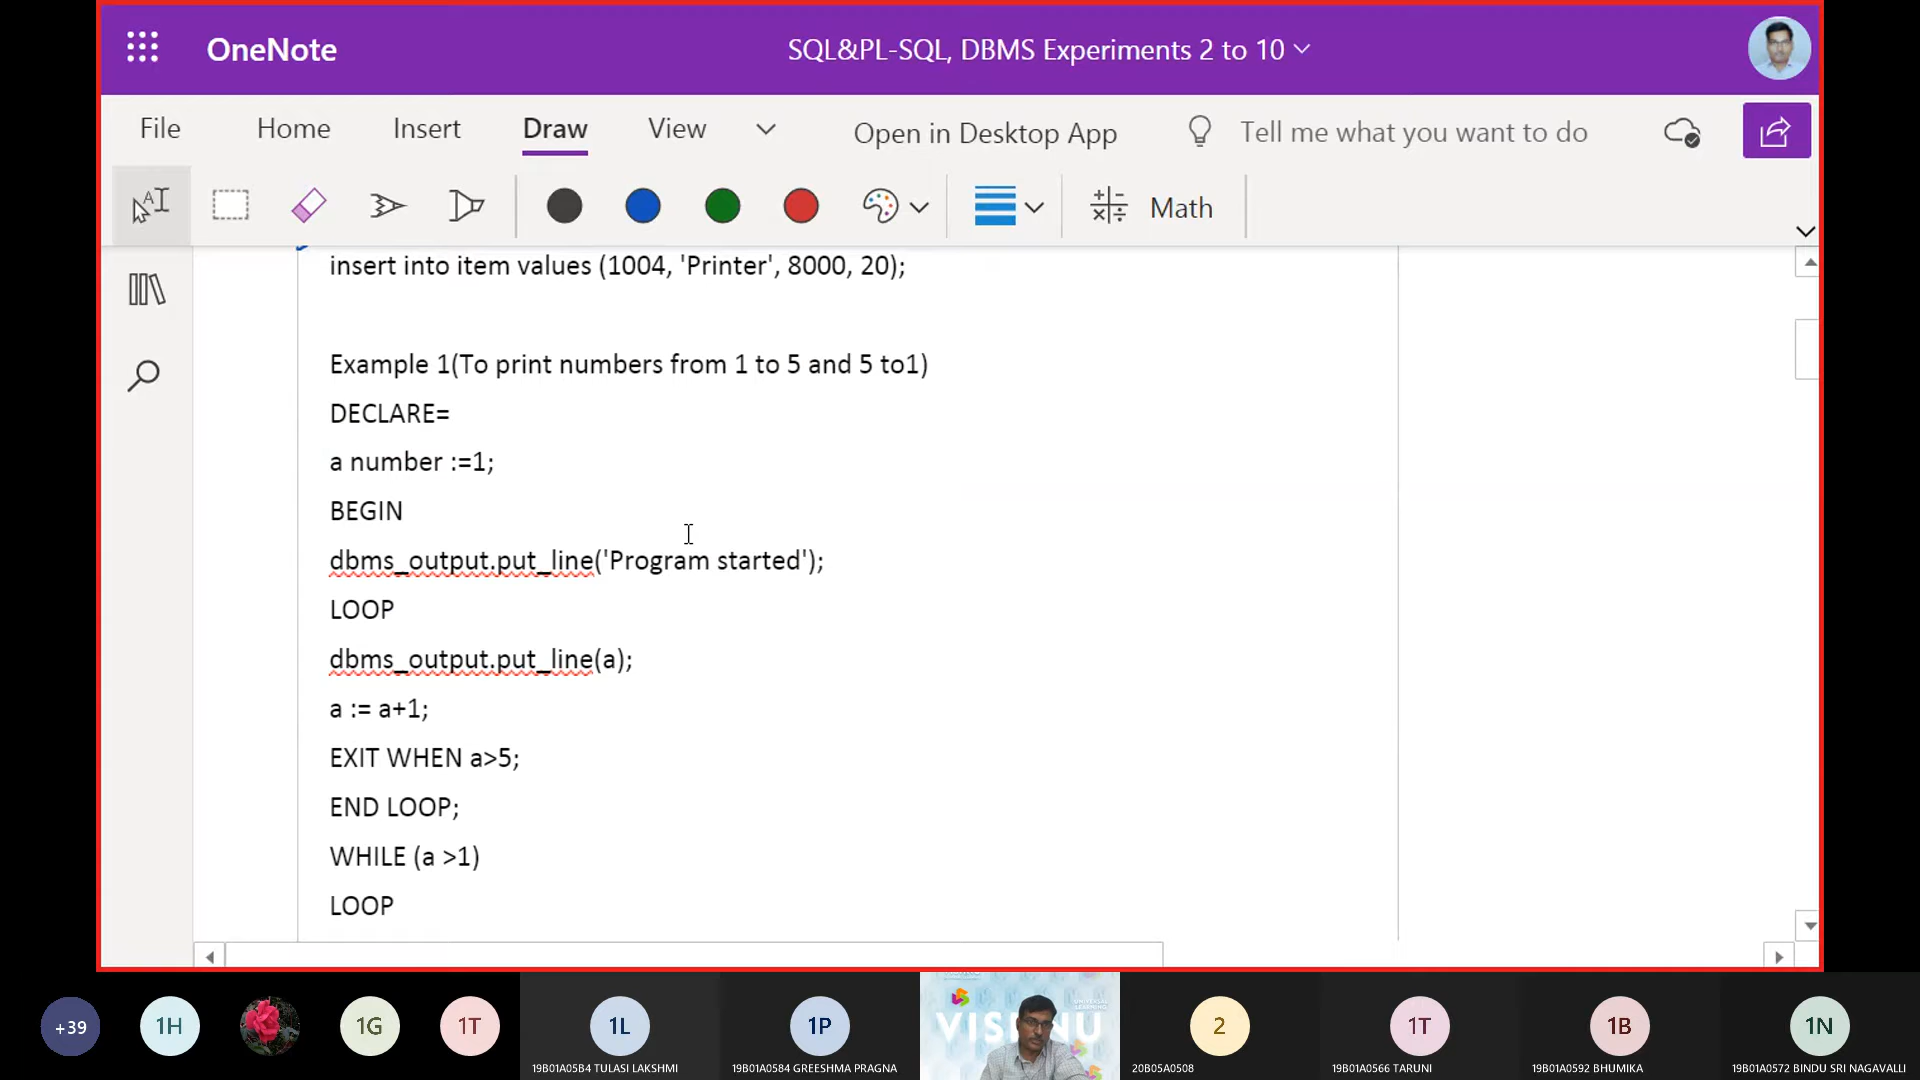 OneNote
SQL&PL-SQL, DBMS Experiments 2 to 10
File Home Insert Draw View Open in Desktop App Tell me what you want to do
Math
insert into item values (1004, 'Printer', 8000, 20);
Example 1(To print numbers from 1 to 5 and 5 to1)
DECLARE=
a number :=1;
BEGIN
dbms_output.put_line('Program started');
LOOP
dbms_output.put_line(a);
a := a+1;
EXIT WHEN a>5;
END LOOP;
WHILE (a >1)
LOOP
+39 1H 1G 1T 1L 1P 2 1T 1B 1N
19B01A05B4 TULASI LAKSHMI 19B01A0584 GREESHMA PRAGNA 20B05A0508 19B01A0566 TARUNI 19B01A0592 BHUMIKA 19B01A0572 BINDU SRI NAGAVALLI